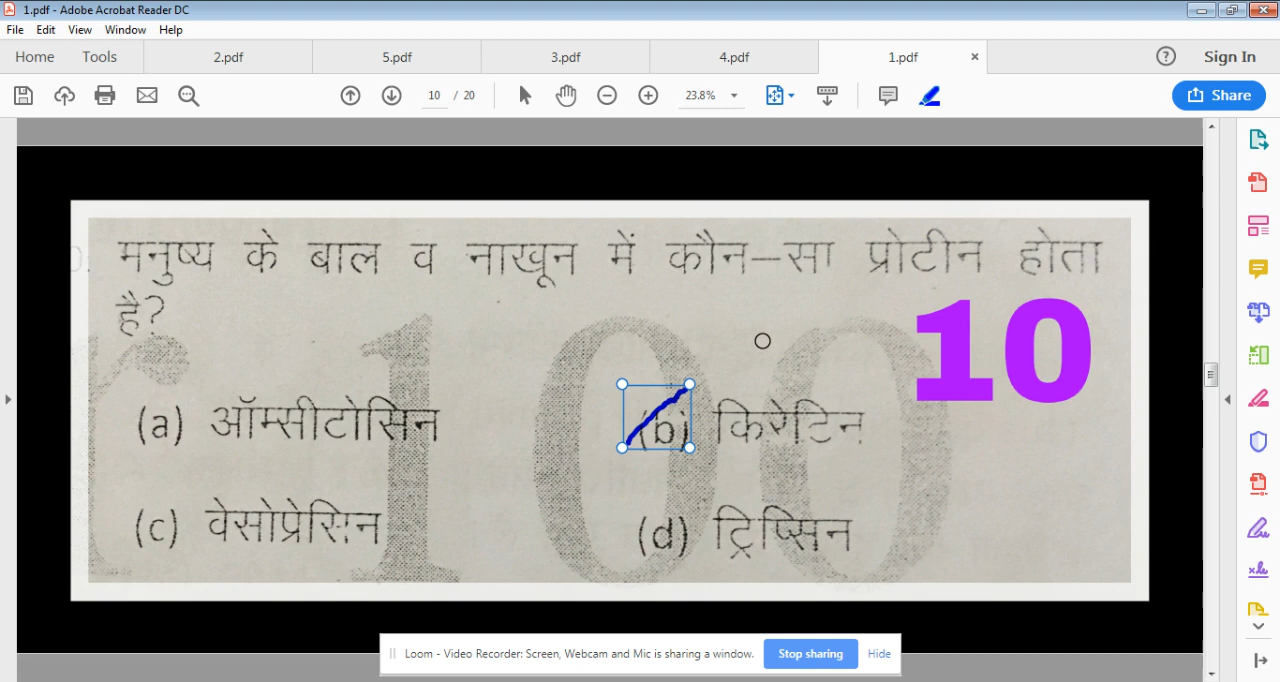 1.pdf - Adobe Acrobat Reader DC
File Edit View Window Help
Home Tools 2.pdf 5.pdf 3.pdf 4.pdf 1.pdf × ? Sign In
10 / 20 23.8% Share
मनुष्य के बाल व नाखून में कौन-सा प्रोटीन होता
है?
10
100
(a) ऑम्सीटोसिन (b) किरेटिन
(c) वेसोप्रेसिन (d) ट्रिप्सिन
Loom - Video Recorder: Screen, Webcam and Mic is sharing a window. Stop sharing Hide